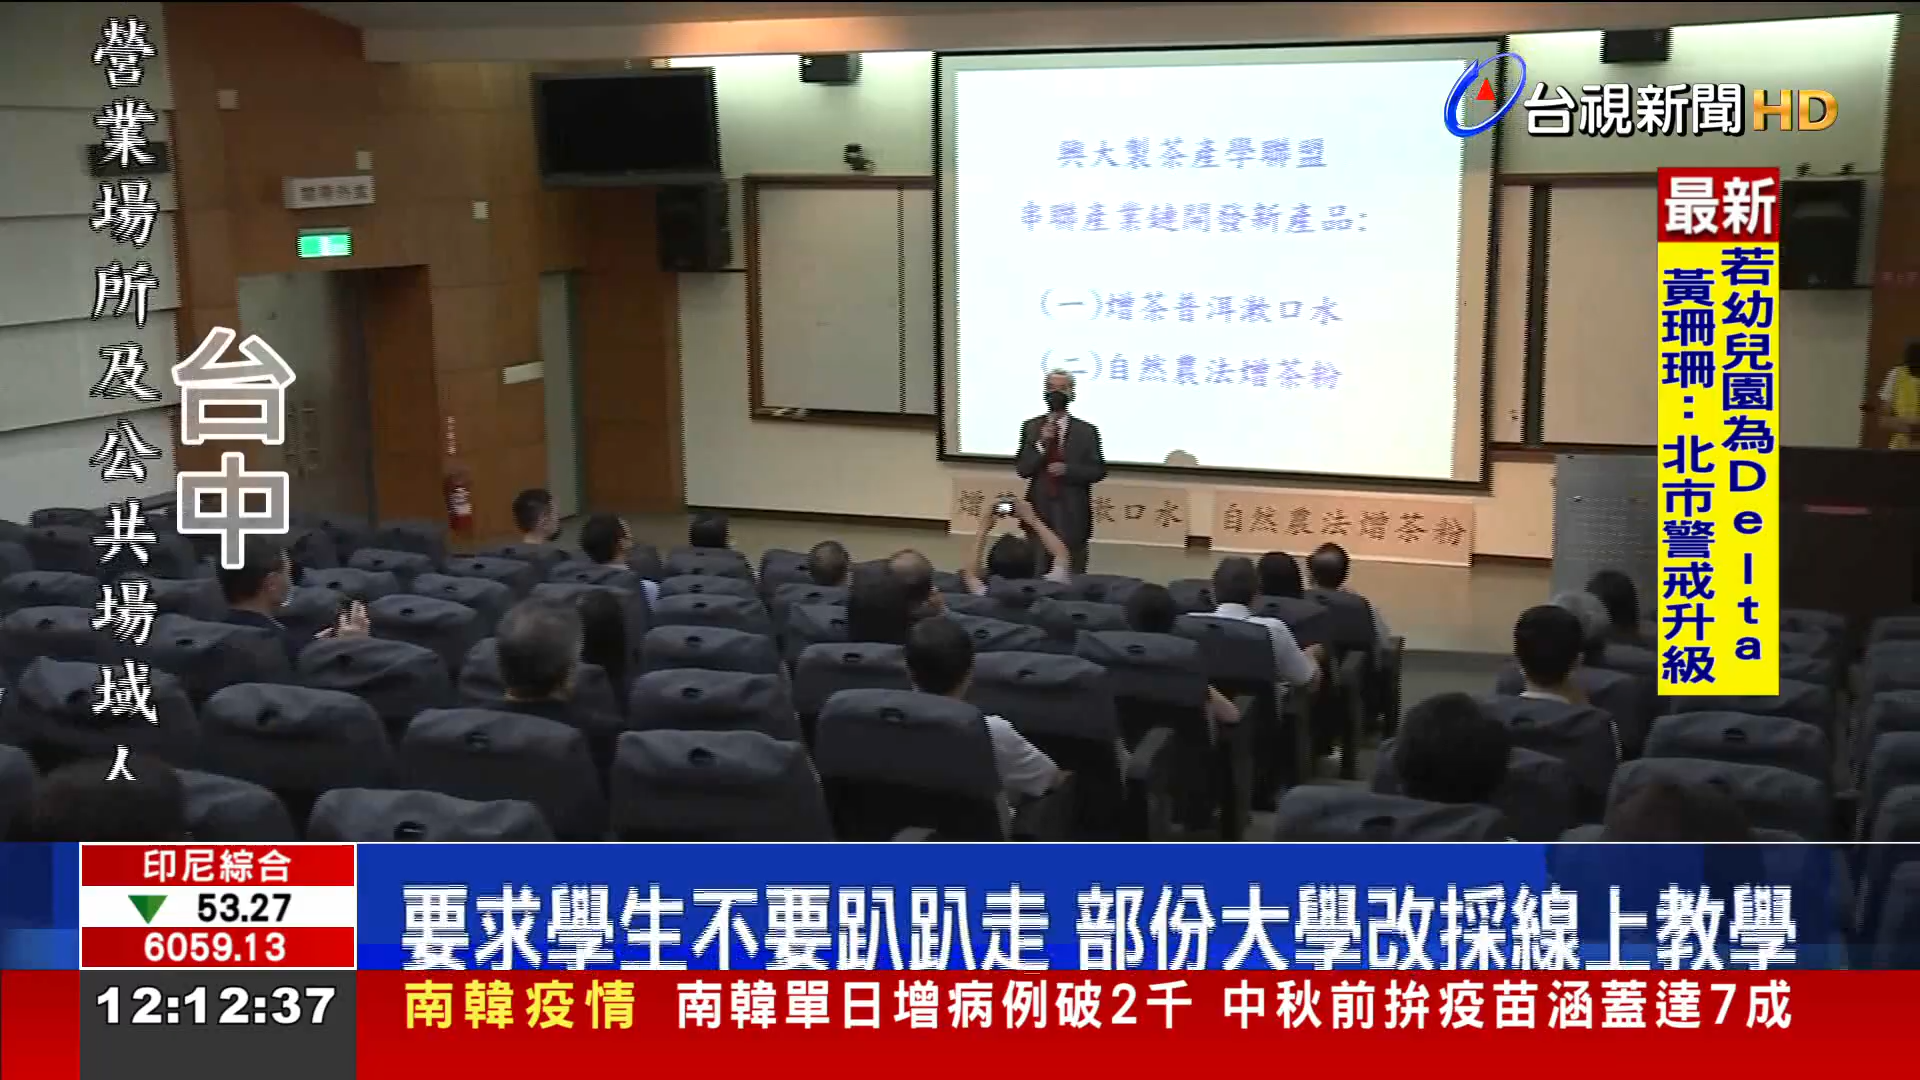 營業場所及公共場域人
台中
興大製茶產學聯盟
串聯產業鏈開發新產品:
(一)熷茶普洱漱口水
(二)自然農法熷茶粉
漱口水
自然農法熷茶粉
台視新聞HD
最新
若幼兒園為Delta
黃珊珊:北市警戒升級
印尼綜合
53.27
6059.13
12:12:37
要求學生不要趴趴走 部份大學改採線上教學
南韓疫情 南韓單日增病例破2千 中秋前拚疫苗涵蓋達7成